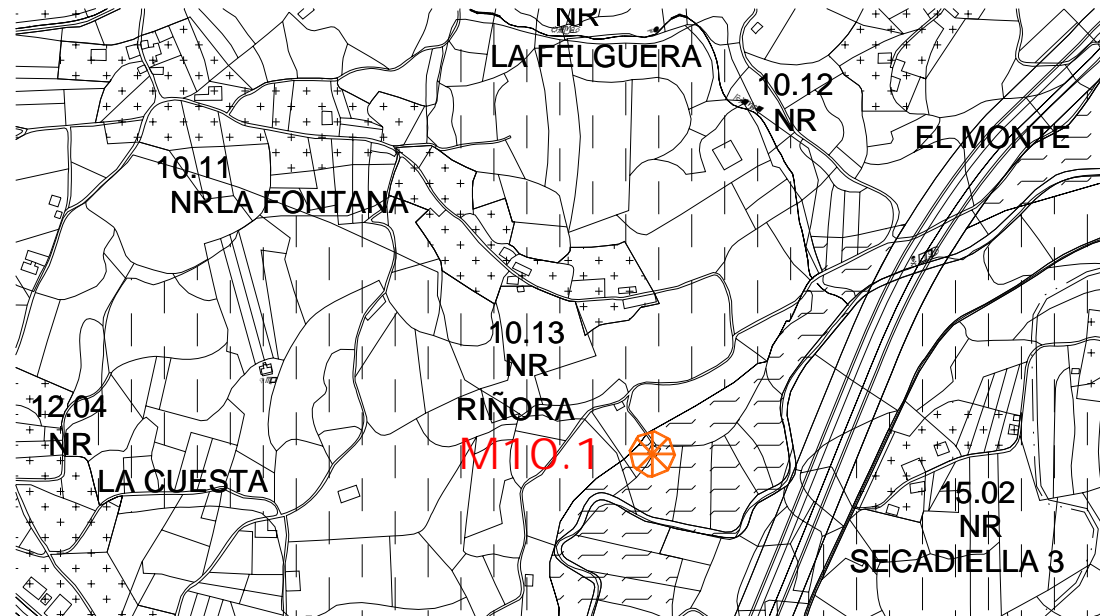 NR
LA FELGUERA
10.12
NR
EL MONTE
10.11
NRLA FONTANA
10.13
NR
RIÑORA
M10.1
12.04
NR
LA CUESTA
15.02
NR
SECADIELLA 3